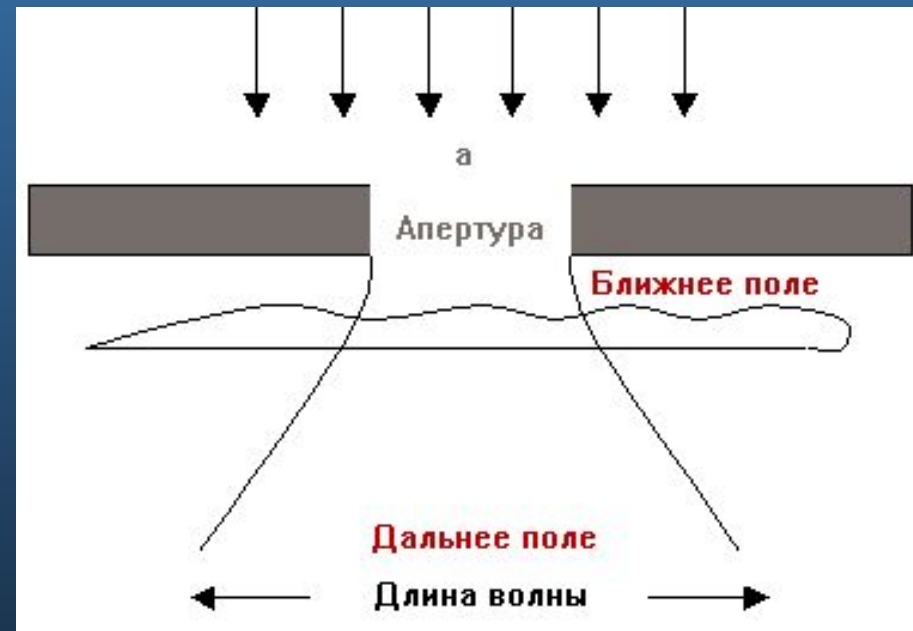 a
Апертура
Ближнее поле
Дальнее поле
Длина волны